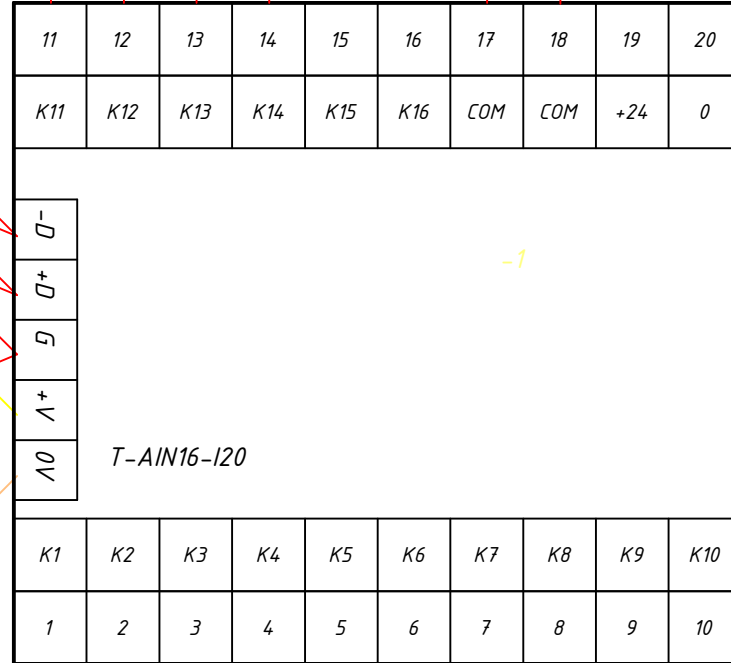 11 12 13 14 15 16 17 18 19 20
K11 K12 K13 K14 K15 K16 COM COM +24 0
D-
D+
G
V+
0V
-1
T-AIN16-I20
K1 K2 K3 K4 K5 K6 K7 K8 K9 K10
1 2 3 4 5 6 7 8 9 10